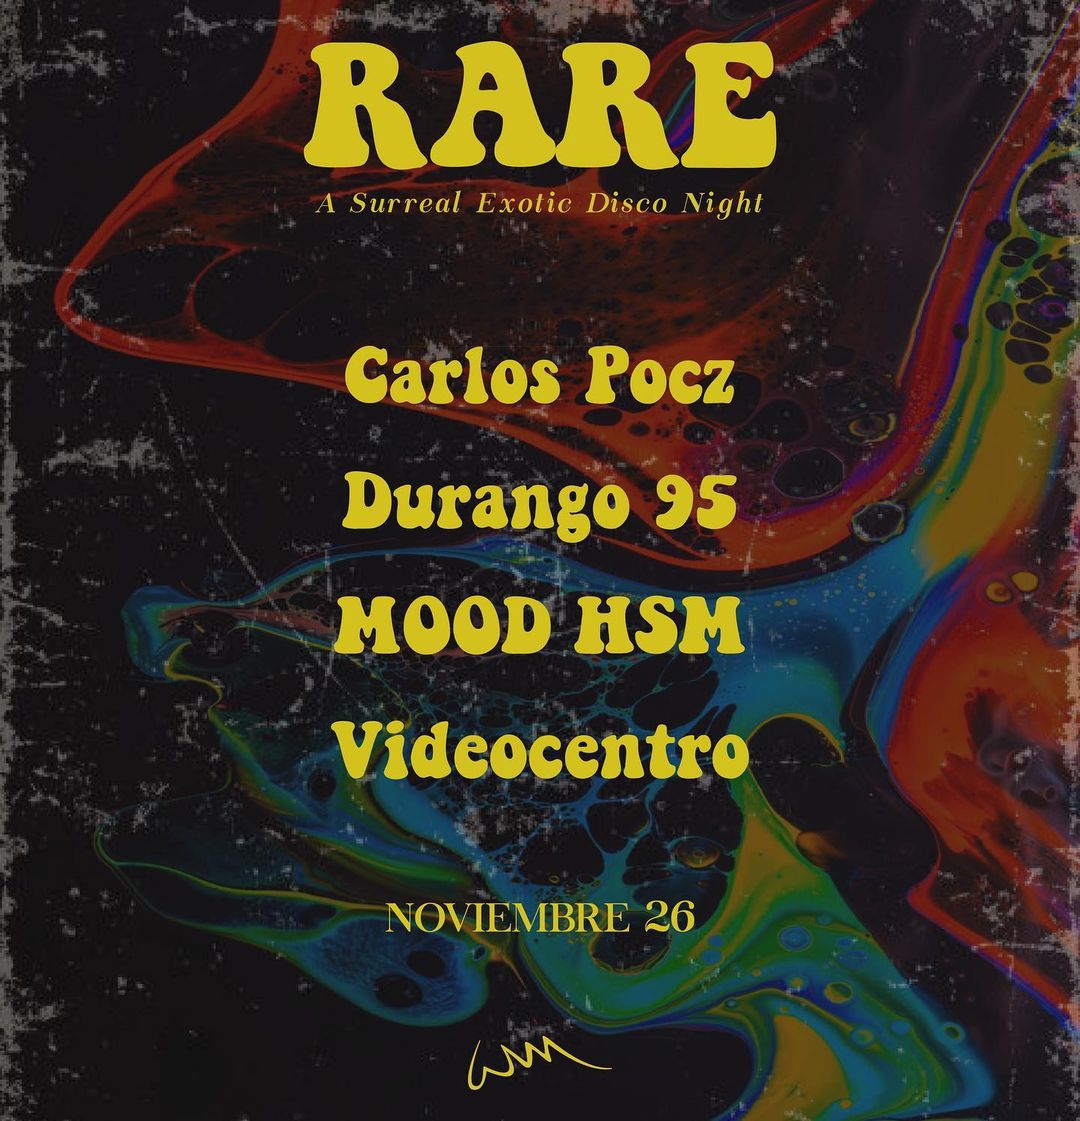 RARE
A Surreal Exotic Disco Night
Carlos Pocz
Durango 95
MOOD HSM
Videocentro
NOVIEMBRE 26